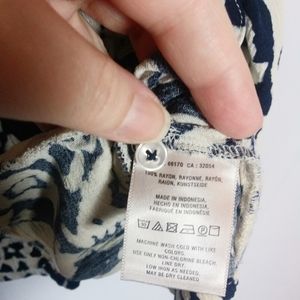 66170 CA : 32054
100% RAYON, RAYONNE, RAYÓN,
RAION, KUNSTSEIDE
MADE IN INDONESIA,
FABRIQUÉ EN INDONÉSIE,
HECHO EN INDONESIA
MACHINE WASH COLD WITH LIKE
COLORS.
USE ONLY NON-CHLORINE BLEACH.
LINE DRY.
LOW IRON AS NEEDED.
MAY BE DRY CLEANED